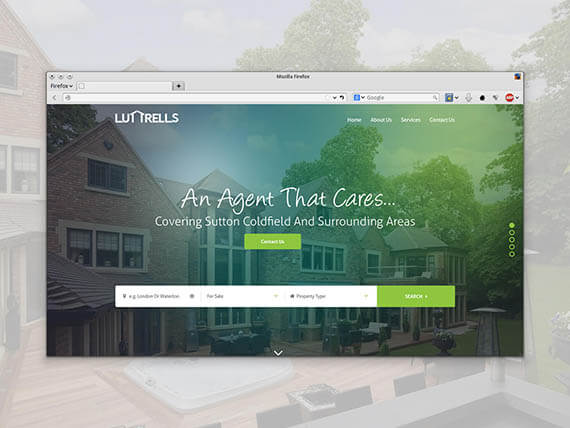 Mozilla Firefox
Firefox
Google
ABP
LUTTRELLS
Home About Us Services Contact Us
An Agent That Cares...
Covering Sutton Coldfield And Surrounding Areas
Contact Us
e.g. London Or Waterloo For Sale Property Type SEARCH